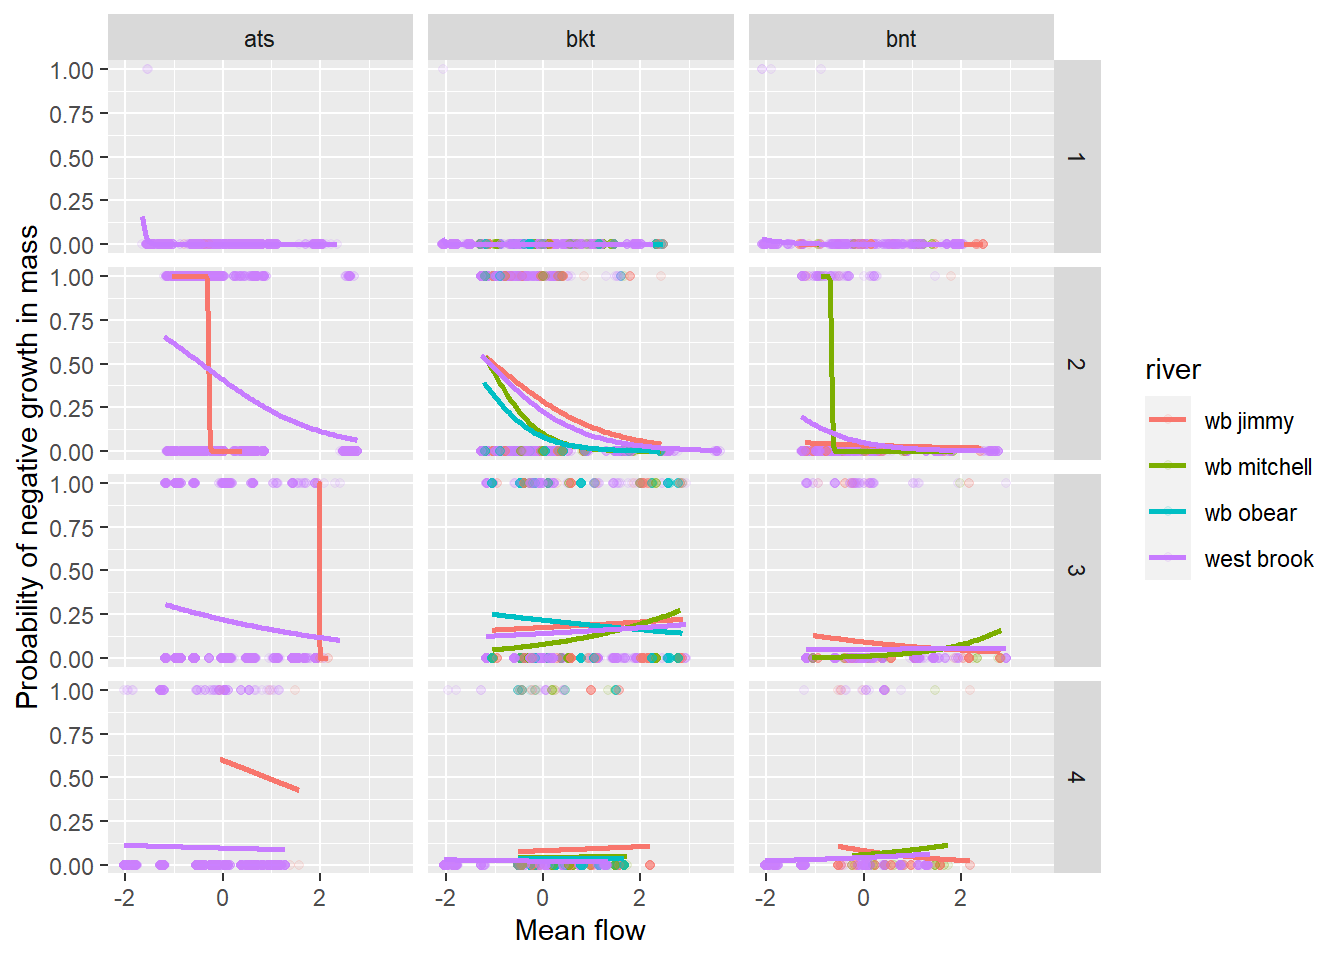 ats bkt bnt
1.00
0.75
0.50
0.25
0.00
1
1.00
0.75
0.50
0.25
0.00
2
1.00
0.75
0.50
0.25
0.00
3
1.00
0.75
0.50
0.25
0.00
4
-2 0 2 -2 0 2 -2 0 2
Mean flow
Probability of negative growth in mass
river
wb jimmy
wb mitchell
wb obear
west brook